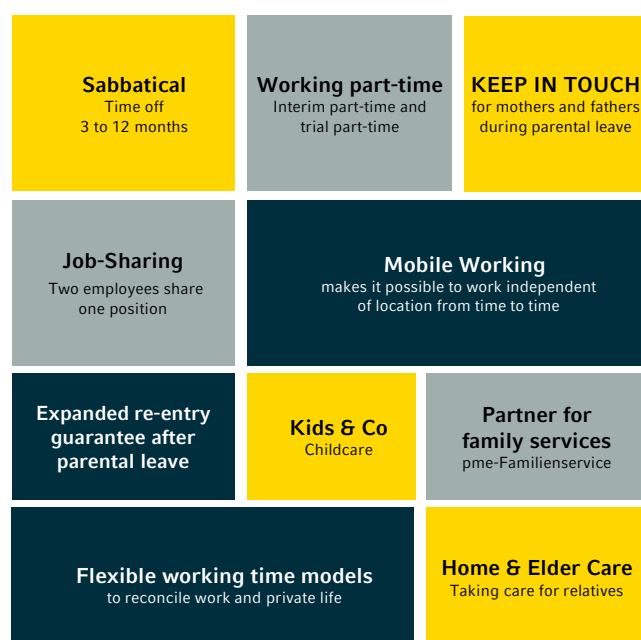 Sabbatical
Time off
3 to 12 months
Working part-time
Interim part-time and
trial part-time
KEEP IN TOUCH
for mothers and fathers
during parental leave
Job-Sharing
Two employees share
one position
Mobile Working
makes it possible to work independent
of location from time to time
Expanded re-entry
guarantee after
parental leave
Kids & Co
Childcare
Partner for
family services
pme-Familienservice
Flexible working time models
to reconcile work and private life
Home & Elder Care
Taking care for relatives